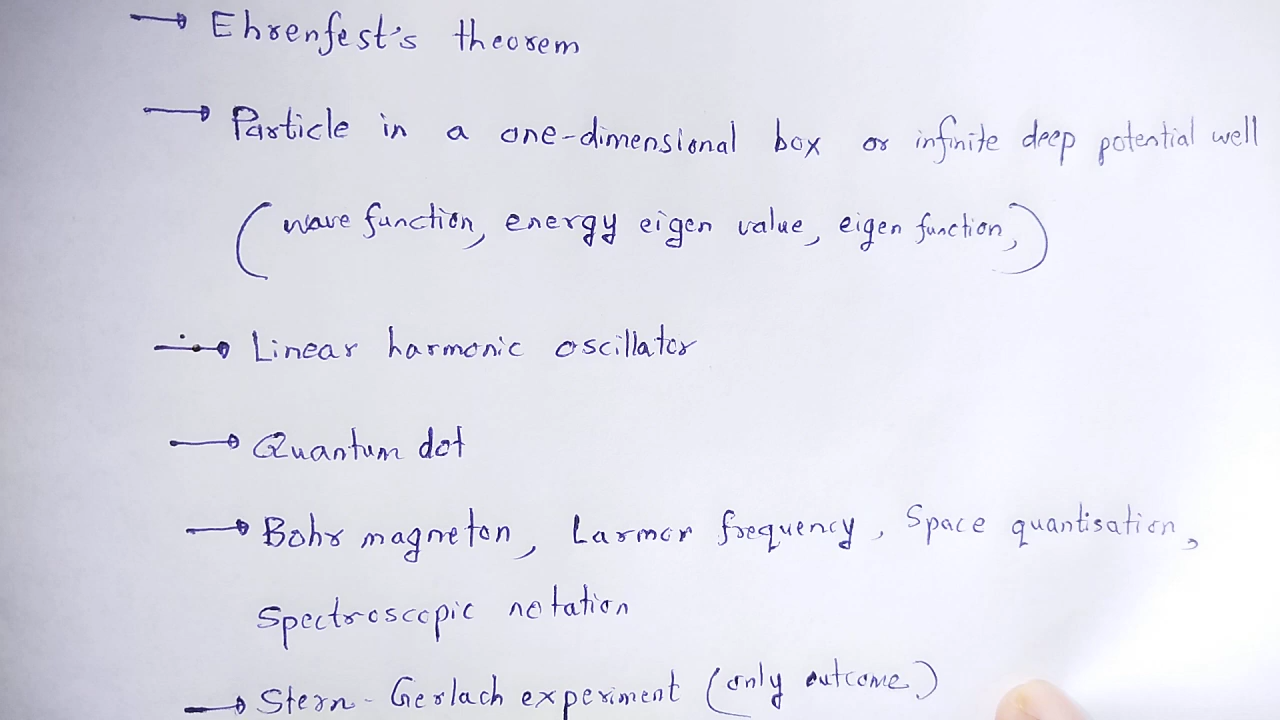 → Ehrenfest's theorem
→ Particle in a one-dimensional box or infinite deep potential well
(wave function, energy eigen value, eigen function,)
→ Linear harmonic oscillator
→ Quantum dot
→ Bohr magneton, Larmor frequency, Space quantisation,
Spectroscopic notation
→ Stern-Gerlach experiment (only outcome)